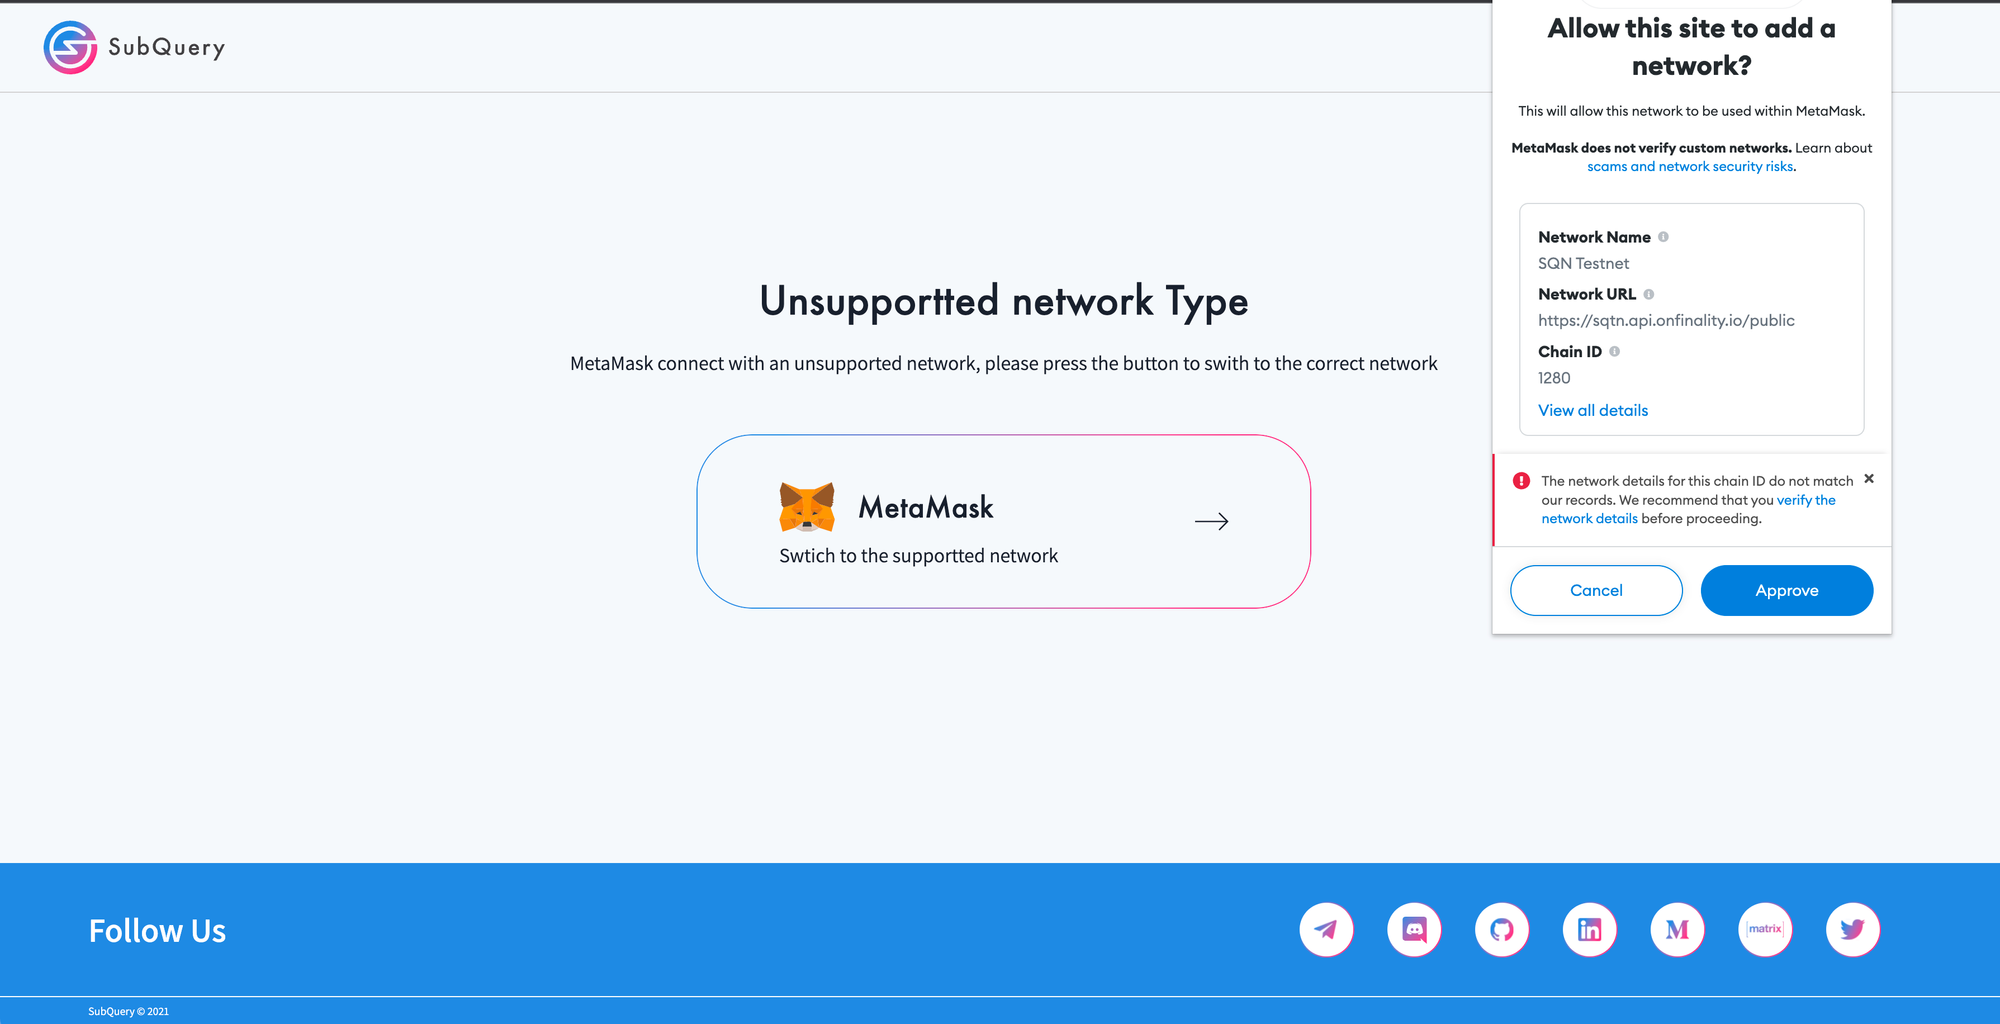 SubQuery
Unsupportted network Type
MetaMask connect with an unsupported network, please press the button to swith to the correct network
MetaMask
Swtich to the supportted network
Allow this site to add a
network?
This will allow this network to be used within MetaMask.
MetaMask does not verify custom networks. Learn about
scams and network security risks.
Network Name
SQN Testnet
Network URL
https://sqtn.api.onfinality.io/public
Chain ID
1280
View all details
The network details for this chain ID do not match
our records. We recommend that you verify the
network details before proceeding.
Cancel
Approve
Follow Us
in
M
[matrix]
SubQuery © 2021